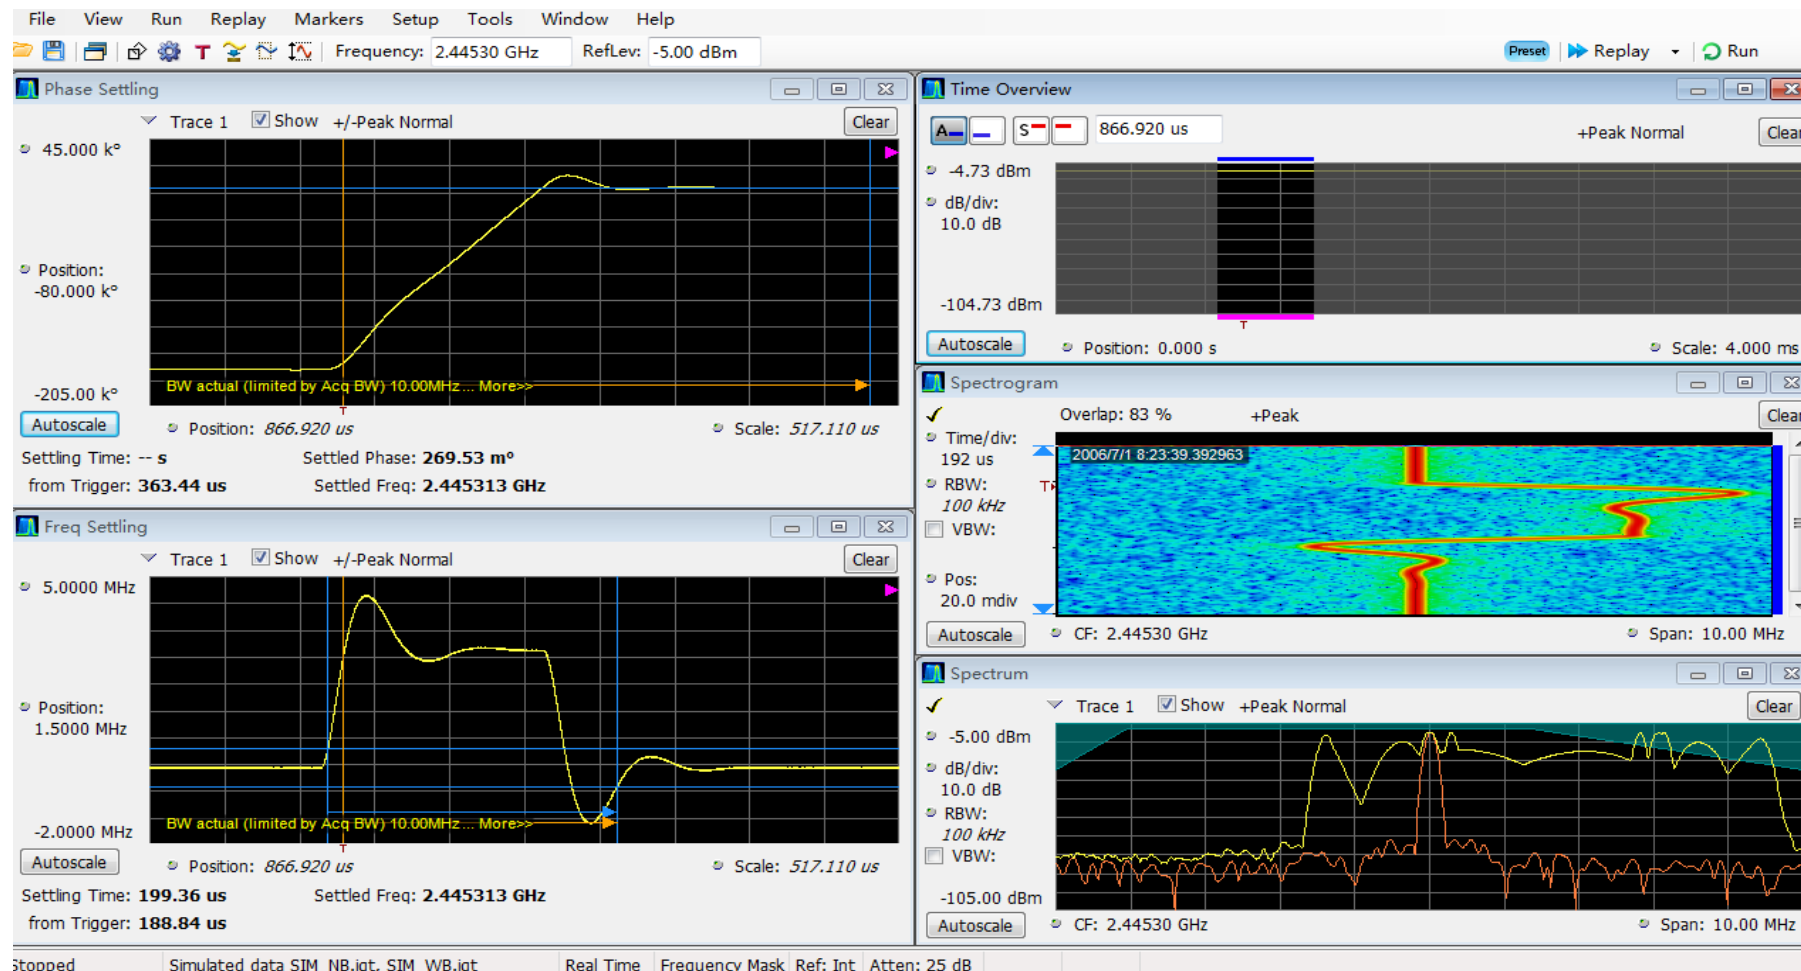 File View Run Replay Markers Setup Tools Window Help
T Frequency: 2.44530 GHz RefLev: -5.00 dBm Preset Replay Run
Phase Settling
Trace 1 Show +/-Peak Normal Clear
45.000 k°
Position:
-80.000 k°
-205.00 k°
BW actual (limited by Acq BW) 10.00MHz... More>>
T
Autoscale Position: 866.920 us Scale: 517.110 us
Settling Time: -- s Settled Phase: 269.53 m°
from Trigger: 363.44 us Settled Freq: 2.445313 GHz
Freq Settling
Trace 1 Show +/-Peak Normal Clear
5.0000 MHz
Position:
1.5000 MHz
-2.0000 MHz
BW actual (limited by Acq BW) 10.00MHz... More>>
T
Autoscale Position: 866.920 us Scale: 517.110 us
Settling Time: 199.36 us Settled Freq: 2.445313 GHz
from Trigger: 188.84 us
Time Overview
A S 866.920 us +Peak Normal Clear
-4.73 dBm
dB/div:
10.0 dB
-104.73 dBm
T
Autoscale Position: 0.000 s Scale: 4.000 ms
Spectrogram
Overlap: 83 % +Peak Clear
Time/div:
192 us
2006/7/1 8:23:39.392963
RBW:
100 kHz
T
VBW:
Pos:
20.0 mdiv
Autoscale CF: 2.44530 GHz Span: 10.00 MHz
Spectrum
Trace 1 Show +Peak Normal Clear
-5.00 dBm
dB/div:
10.0 dB
RBW:
100 kHz
VBW:
-105.00 dBm
Autoscale CF: 2.44530 GHz Span: 10.00 MHz
Stopped Simulated data SIM_NB.iqt, SIM_WB.iqt Real Time Frequency Mask Ref: Int Atten: 25 dB